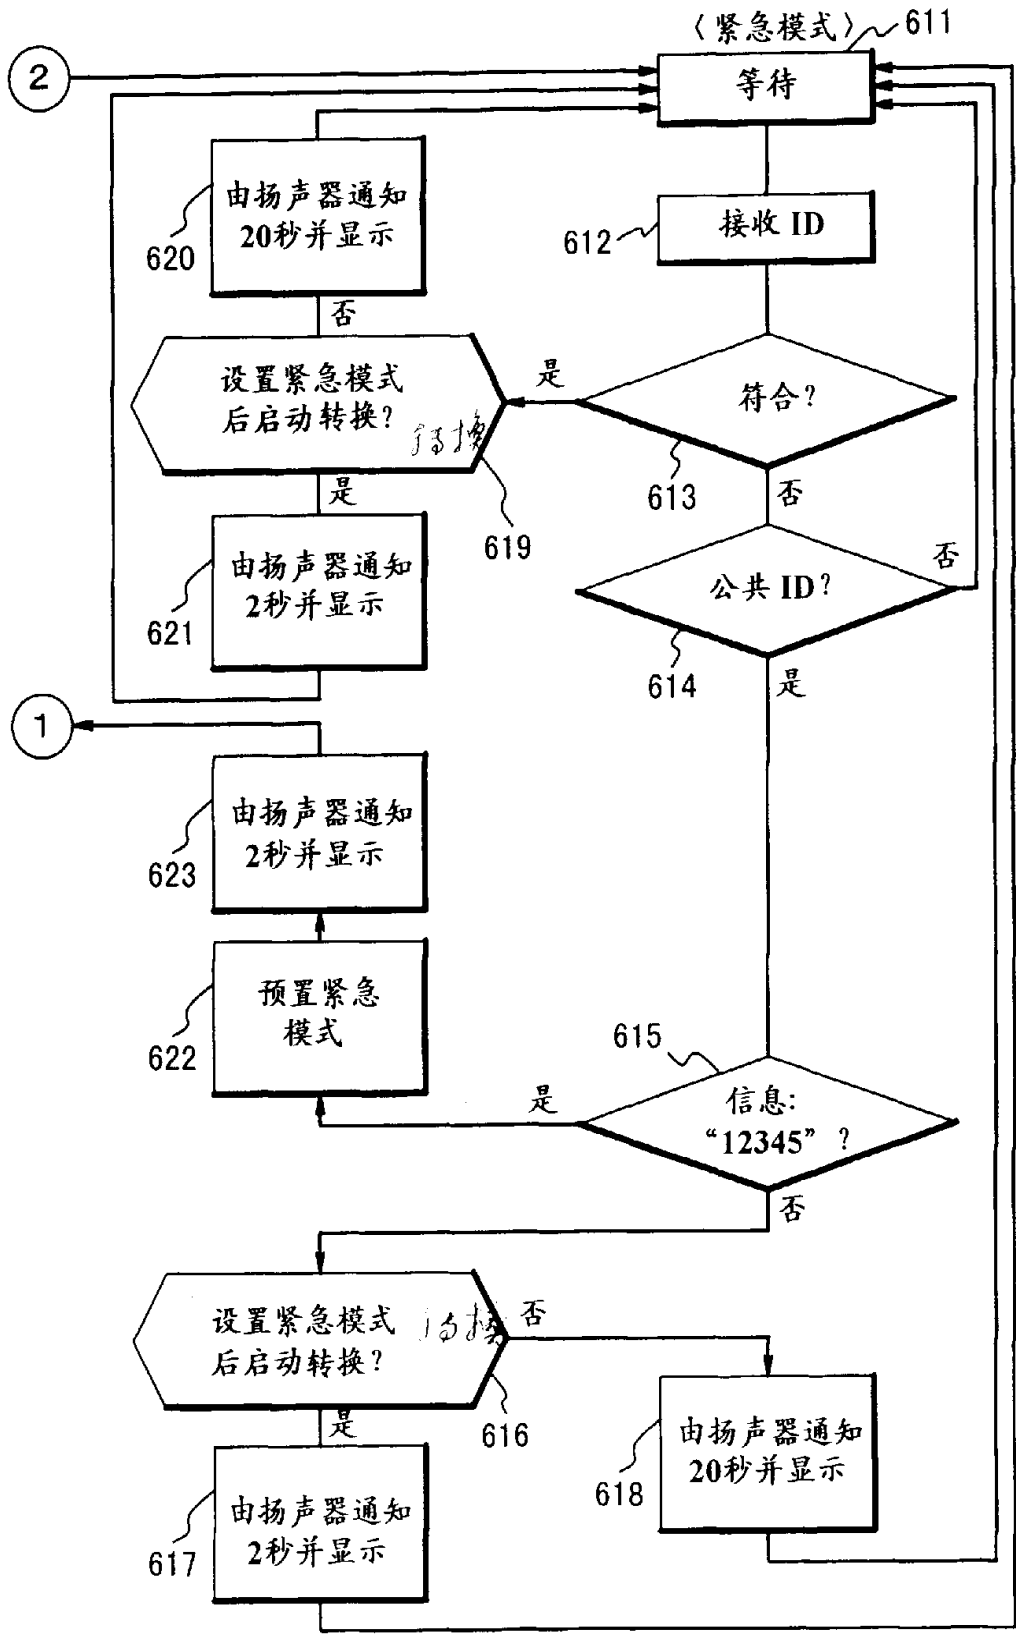 〈紧急模式〉
611
2
等待
由扬声器通知
20秒并显示
620
接收 ID
612
否
设置紧急模式
后启动转换?
619
是
符合?
613
是
否
由扬声器通知
2秒并显示
621
公共 ID?
否
614
是
1
由扬声器通知
2秒并显示
623
预置紧急
模式
622
615
信息:
“12345” ?
是
否
设置紧急模式
后启动转换?
616
否
是
由扬声器通知
20秒并显示
618
由扬声器通知
2秒并显示
617